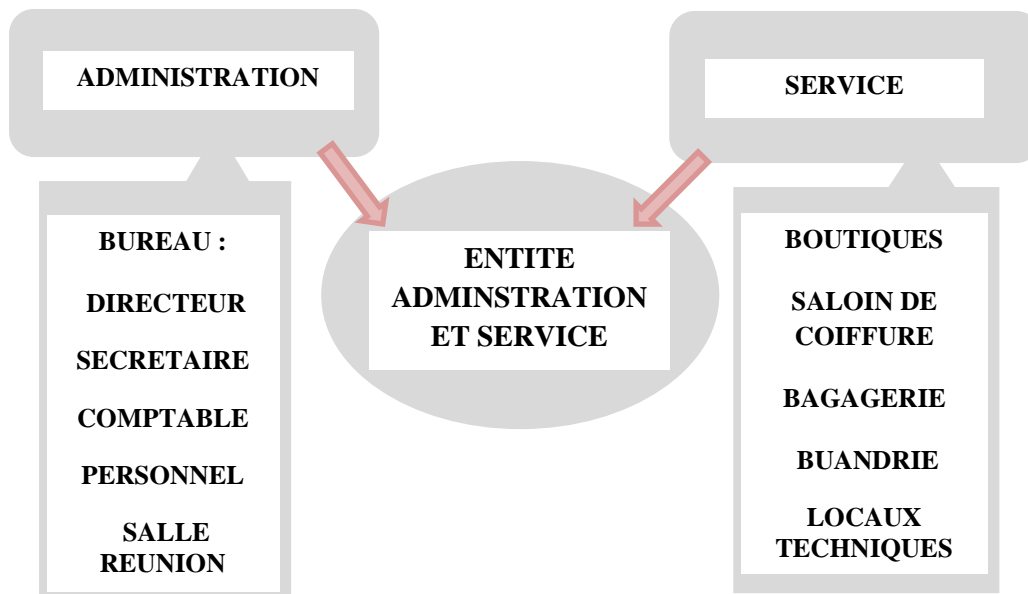 ADMINISTRATION
SERVICE
BUREAU :
DIRECTEUR
SECRETAIRE
COMPTABLE
PERSONNEL
SALLE
REUNION
ENTITE
ADMINSTRATION
ET SERVICE
BOUTIQUES
SALOIN DE
COIFFURE
BAGAGERIE
BUANDRIE
LOCAUX
TECHNIQUES